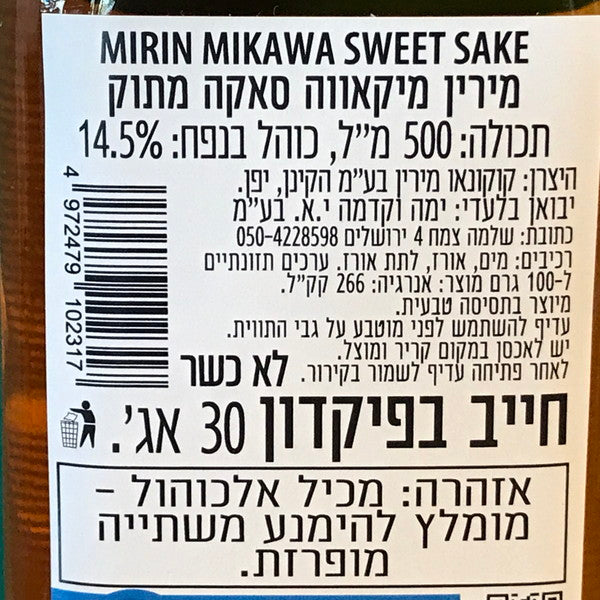 MIRIN MIKAWA SWEET SAKE
מירין מיקאווה סאקה מתוק
תכולה: 500 מ״ל, כוהל בנפח: 14.5%
היצרן: קוקונאו מירין בע״מ הקינן, יפן.
יבואן בלעדי: ימה וקדמה י.א. בע״מ
כתובת: שלמה צמח 4 ירושלים 050-4228598
רכיבים: מים, אורז, לתת אורז. ערכים תזונתיים
ל-100 גרם מוצר: אנרגיה: 266 קק״ל.
מיוצר בתסיסה טבעית.
עדיף להשתמש לפני מוטבע על גבי התווית.
יש לאכסן במקום קריר ומוצל.
לאחר פתיחה עדיף לשמור בקירור. לא כשר
4 972479 102317
חייב בפיקדון 30 אג׳.
אזהרה: מכיל אלכוהול –
מומלץ להימנע משתייה
מופרזת.